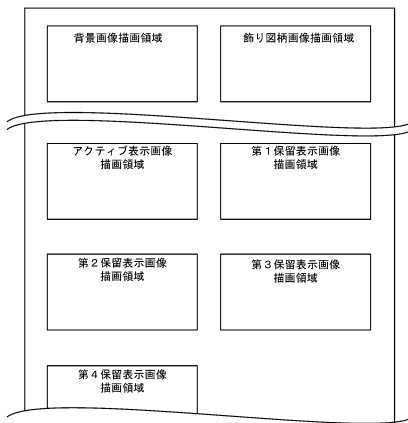 背景画像描画領域
飾り図柄画像描画領域
アクティブ表示画像
描画領域
第１保留表示画像
描画領域
第２保留表示画像
描画領域
第３保留表示画像
描画領域
第４保留表示画像
描画領域